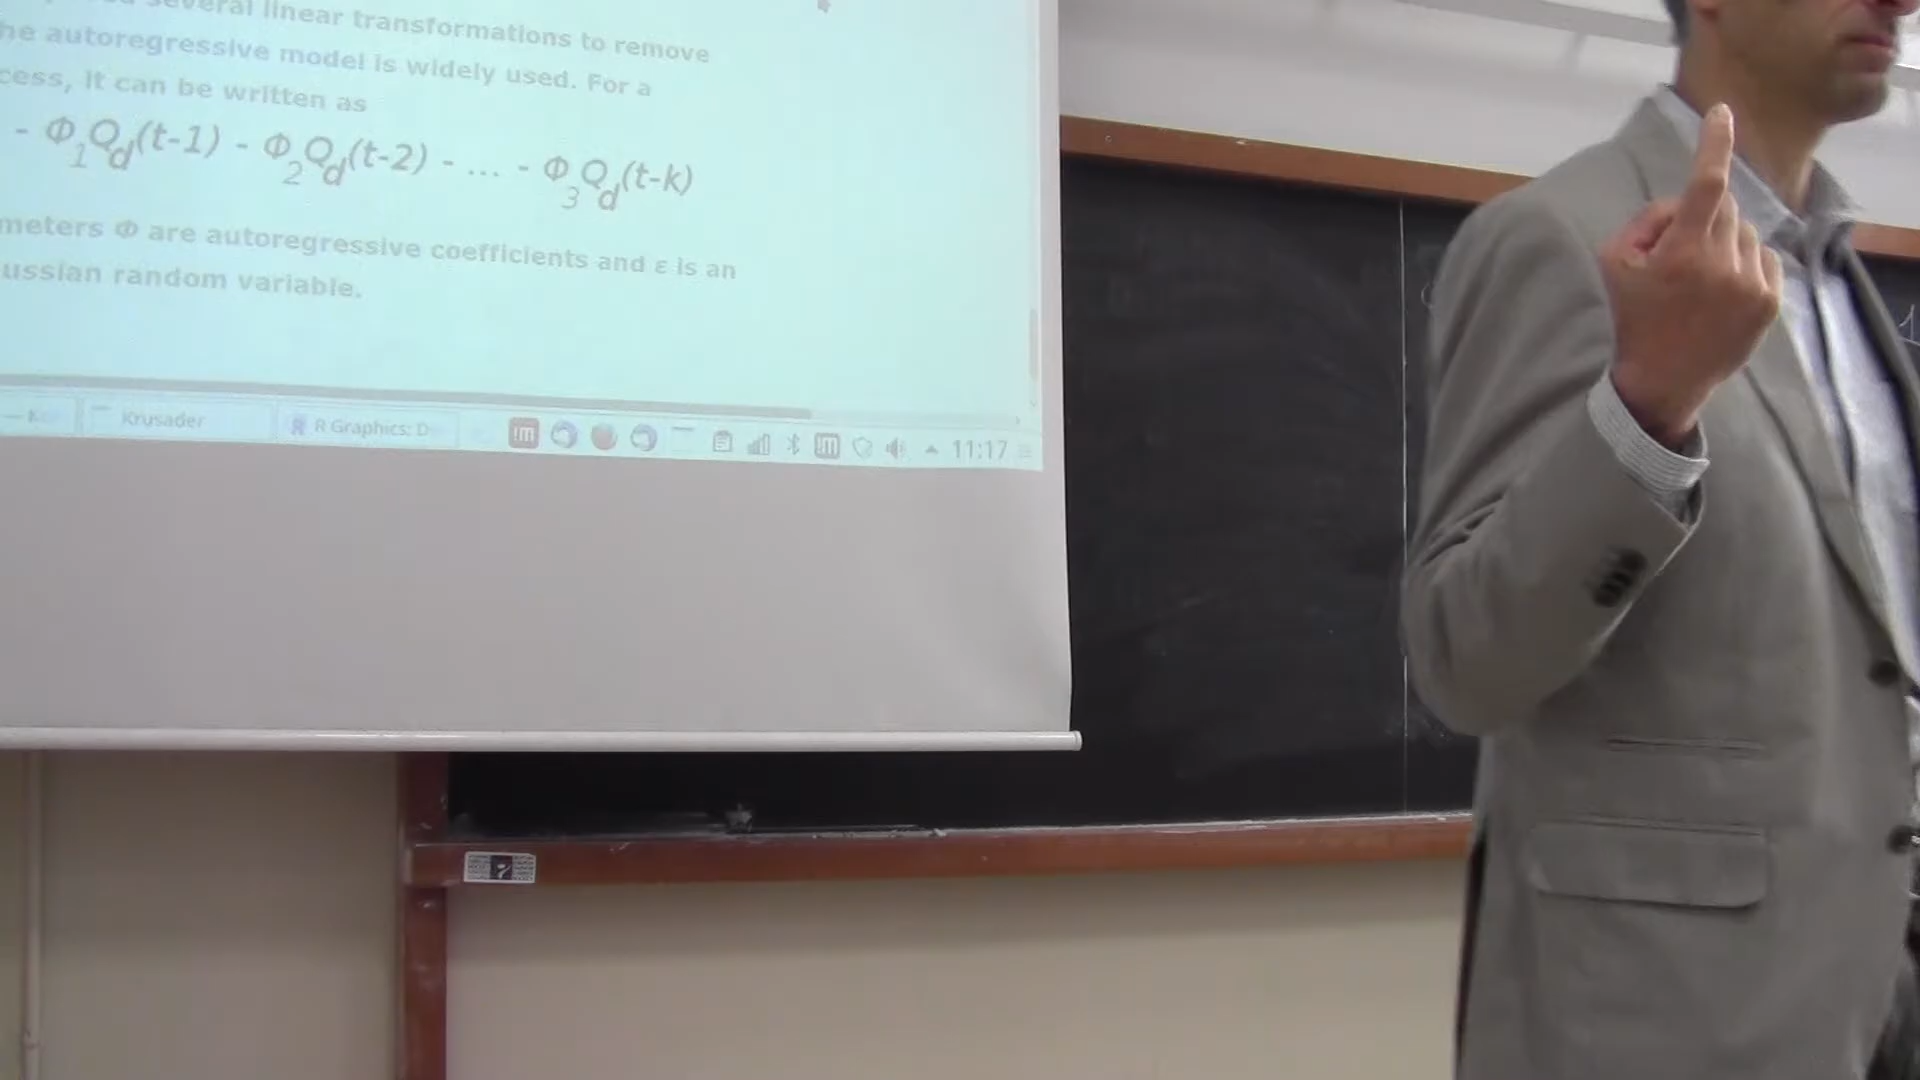 several linear transformations to remove
he autoregressive model is widely used. For a
cess, it can be written as
- Φ1Qd(t-1) - Φ2Qd(t-2) - ... - Φ3Qd(t-k)
meters Φ are autoregressive coefficients and ε is an
ussian random variable.
Krusader
R Graphics: D
11:17